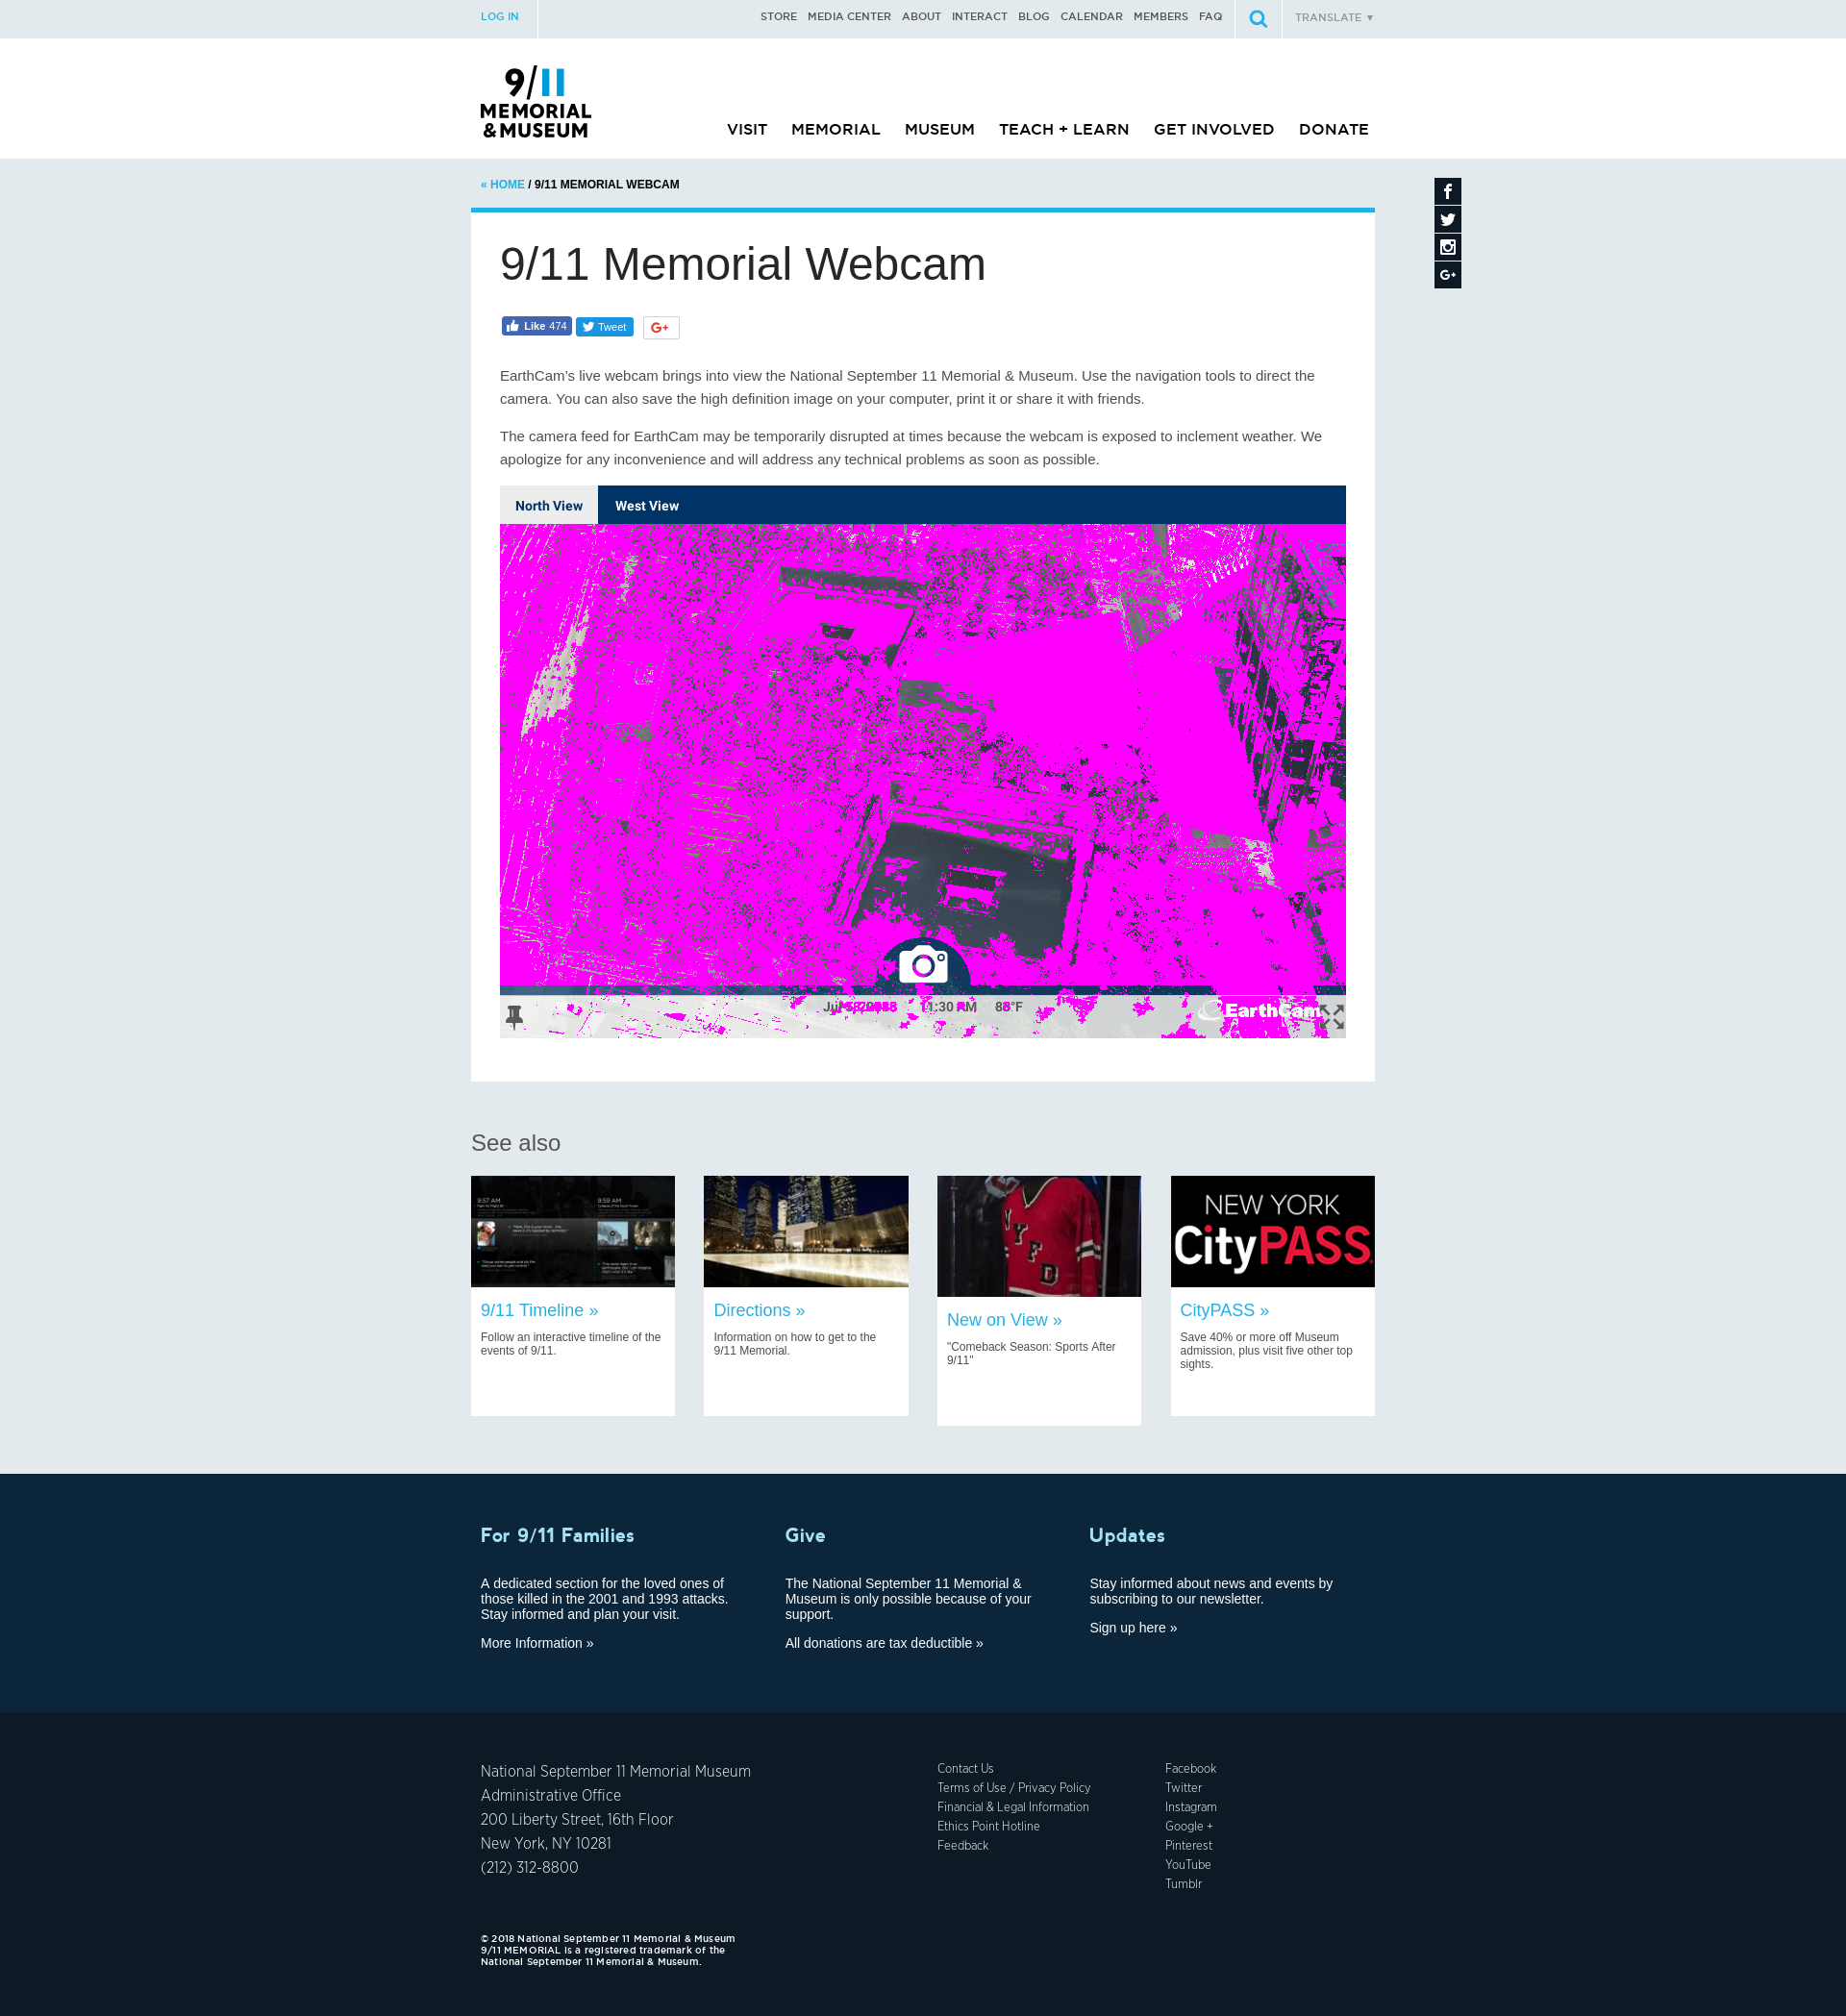 LOG IN
STORE MEDIA CENTER ABOUT INTERACT BLOG CALENDAR MEMBERS FAQ
TRANSLATE ▼
9/11
MEMORIAL
&MUSEUM
VISIT MEMORIAL MUSEUM TEACH + LEARN GET INVOLVED DONATE
« HOME / 9/11 MEMORIAL WEBCAM
9/11 Memorial Webcam
Like 474
Tweet
G+
EarthCam's live webcam brings into view the National September 11 Memorial & Museum. Use the navigation tools to direct the
camera. You can also save the high definition image on your computer, print it or share it with friends.
The camera feed for EarthCam may be temporarily disrupted at times because the webcam is exposed to inclement weather. We
apologize for any inconvenience and will address any technical problems as soon as possible.
North View West View
EarthCam
See also
9:57 AM
9:59 AM
NYFD
NEW YORK
CityPASS
9/11 Timeline »
Follow an interactive timeline of the
events of 9/11.
Directions »
Information on how to get to the
9/11 Memorial.
New on View »
"Comeback Season: Sports After
9/11"
CityPASS »
Save 40% or more off Museum
admission, plus visit five other top
sights.
For 9/11 Families
A dedicated section for the loved ones of
those killed in the 2001 and 1993 attacks.
Stay informed and plan your visit.
More Information »
Give
The National September 11 Memorial &
Museum is only possible because of your
support.
All donations are tax deductible »
Updates
Stay informed about news and events by
subscribing to our newsletter.
Sign up here »
National September 11 Memorial Museum
Administrative Office
200 Liberty Street, 16th Floor
New York, NY 10281
(212) 312-8800
Contact Us
Terms of Use / Privacy Policy
Financial & Legal Information
Ethics Point Hotline
Feedback
Facebook
Twitter
Instagram
Google +
Pinterest
YouTube
Tumblr
© 2018 National September 11 Memorial & Museum
9/11 MEMORIAL is a registered trademark of the
National September 11 Memorial & Museum.